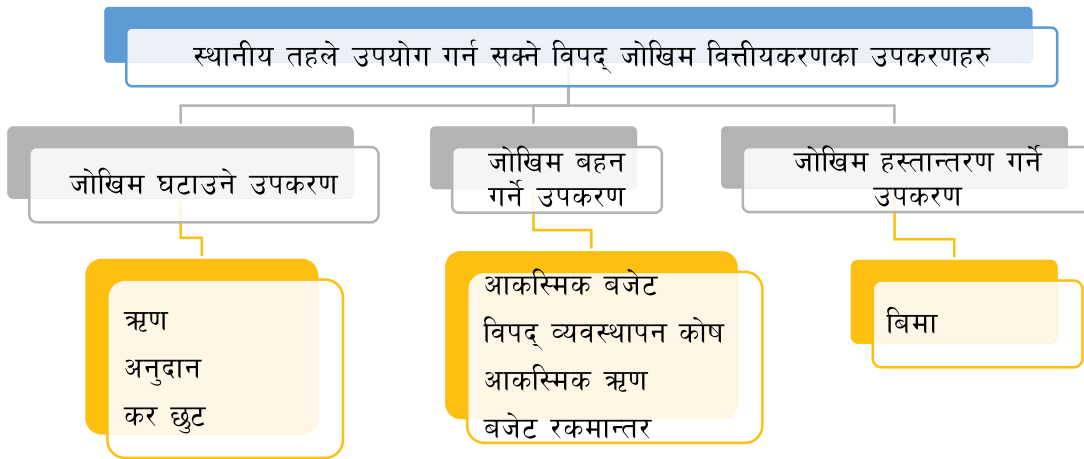 स्थानीय तहले उपयोग गर्न सक्ने विपद् जोखिम वित्तीयकरणका उपकरणहरु
जोखिम घटाउने उपकरण
जोखिम बहन
गर्ने उपकरण
जोखिम हस्तान्तरण गर्ने
उपकरण
ऋण
अनुदान
कर छुट
आकस्मिक बजेट
विपद् व्यवस्थापन कोष
आकस्मिक ऋण
बजेट रकमान्तर
बिमा